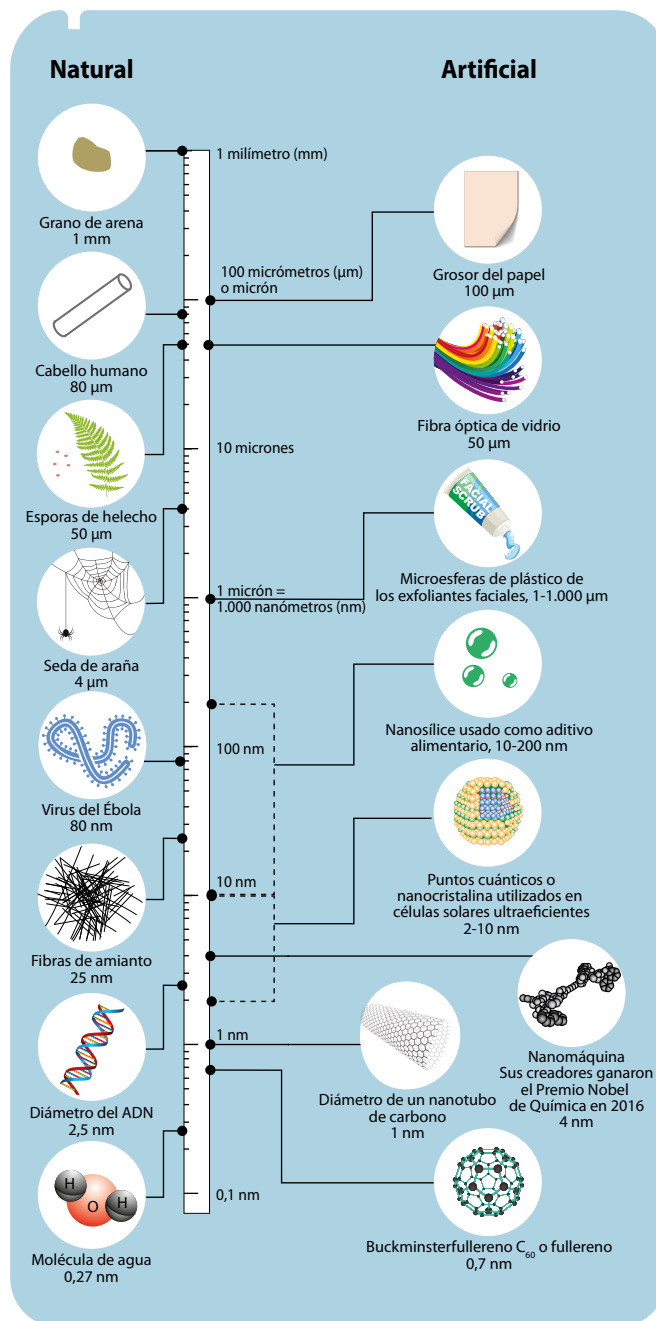 Natural
Artificial
Grano de arena
1 mm
Cabello humano
80 µm
Esporas de helecho
50 µm
Seda de araña
4 µm
Virus del Ébola
80 nm
Fibras de amianto
25 nm
Diámetro del ADN
2,5 nm
H
O
H
Molécula de agua
0,27 nm
1 milímetro (mm)
100 micrómetros (µm)
o micrón
10 micrones
1 micrón =
1.000 nanómetros (nm)
100 nm
10 nm
1 nm
0,1 nm
Grosor del papel
100 µm
Fibra óptica de vidrio
50 µm
FACIAL
SCRUB
Microesferas de plástico de
los exfoliantes faciales, 1-1.000 µm
Nanosílice usado como aditivo
alimentario, 10-200 nm
Puntos cuánticos o
nanocristalina utilizados en
células solares ultraeficientes
2-10 nm
Nanomáquina
Sus creadores ganaron
el Premio Nobel
de Química en 2016
4 nm
Diámetro de un nanotubo
de carbono
1 nm
Buckminsterfullereno C60 o fullereno
0,7 nm